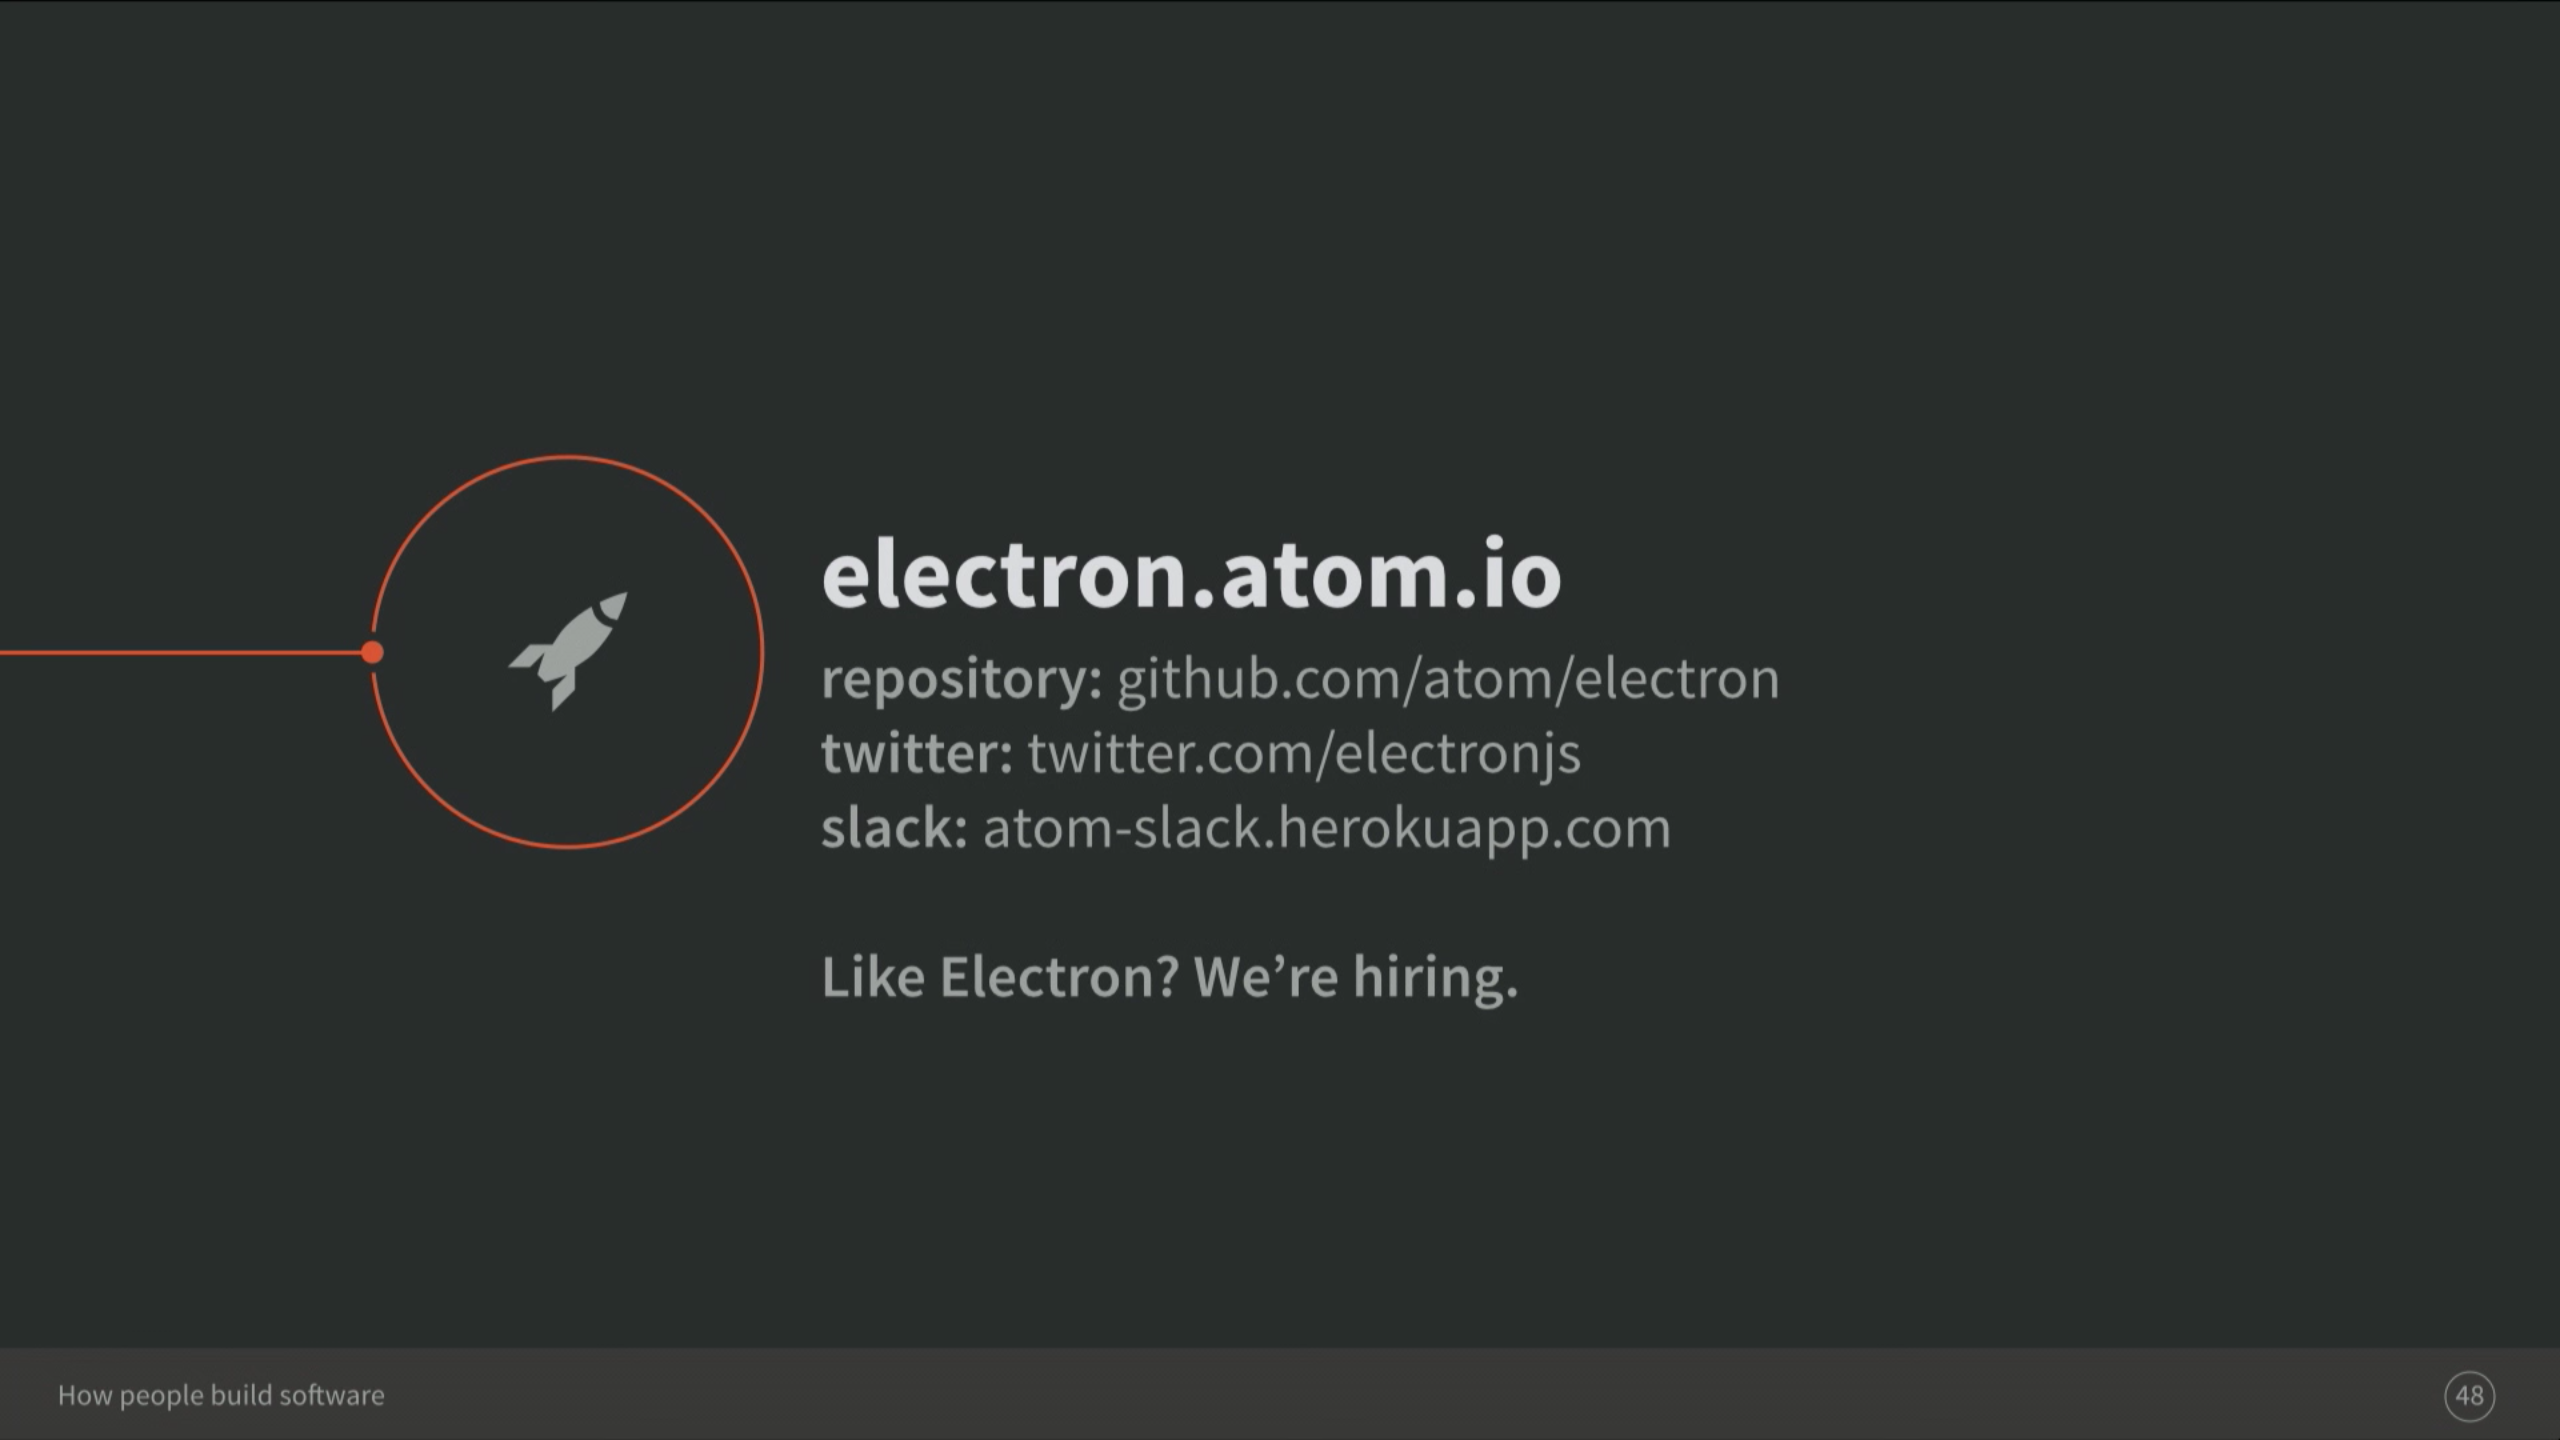 electron.atom.io
repository: github.com/atom/electron
twitter: twitter.com/electronjs
slack: atom-slack.herokuapp.com
Like Electron? We’re hiring.
How people build software
48